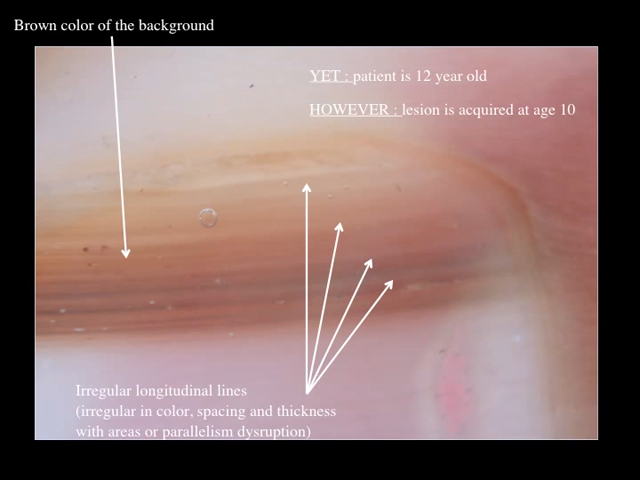 Brown color of the background
YET : patient is 12 year old
HOWEVER : lesion is acquired at age 10
Irregular longitudinal lines
(irregular in color, spacing and thickness
with areas or parallelism dysruption)